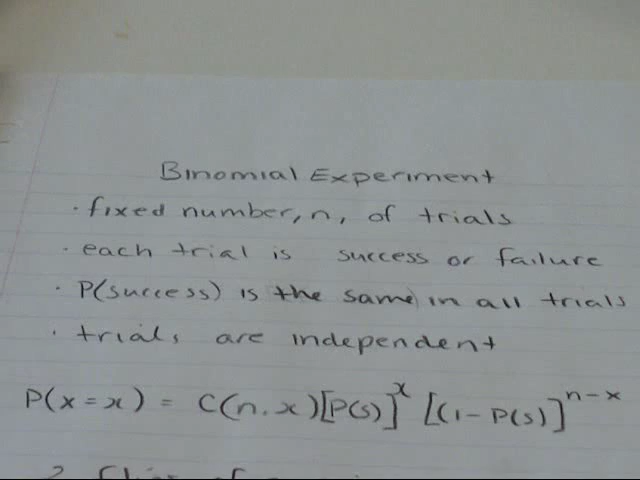 Binomial Experiment
· fixed number, n, of trials
· each trial is success or failure
· P(success) is the same) in all trials
· trials are independent
P(x = x) = C(n.x)[P(s)]^x [(1 - P(s)]^n-x